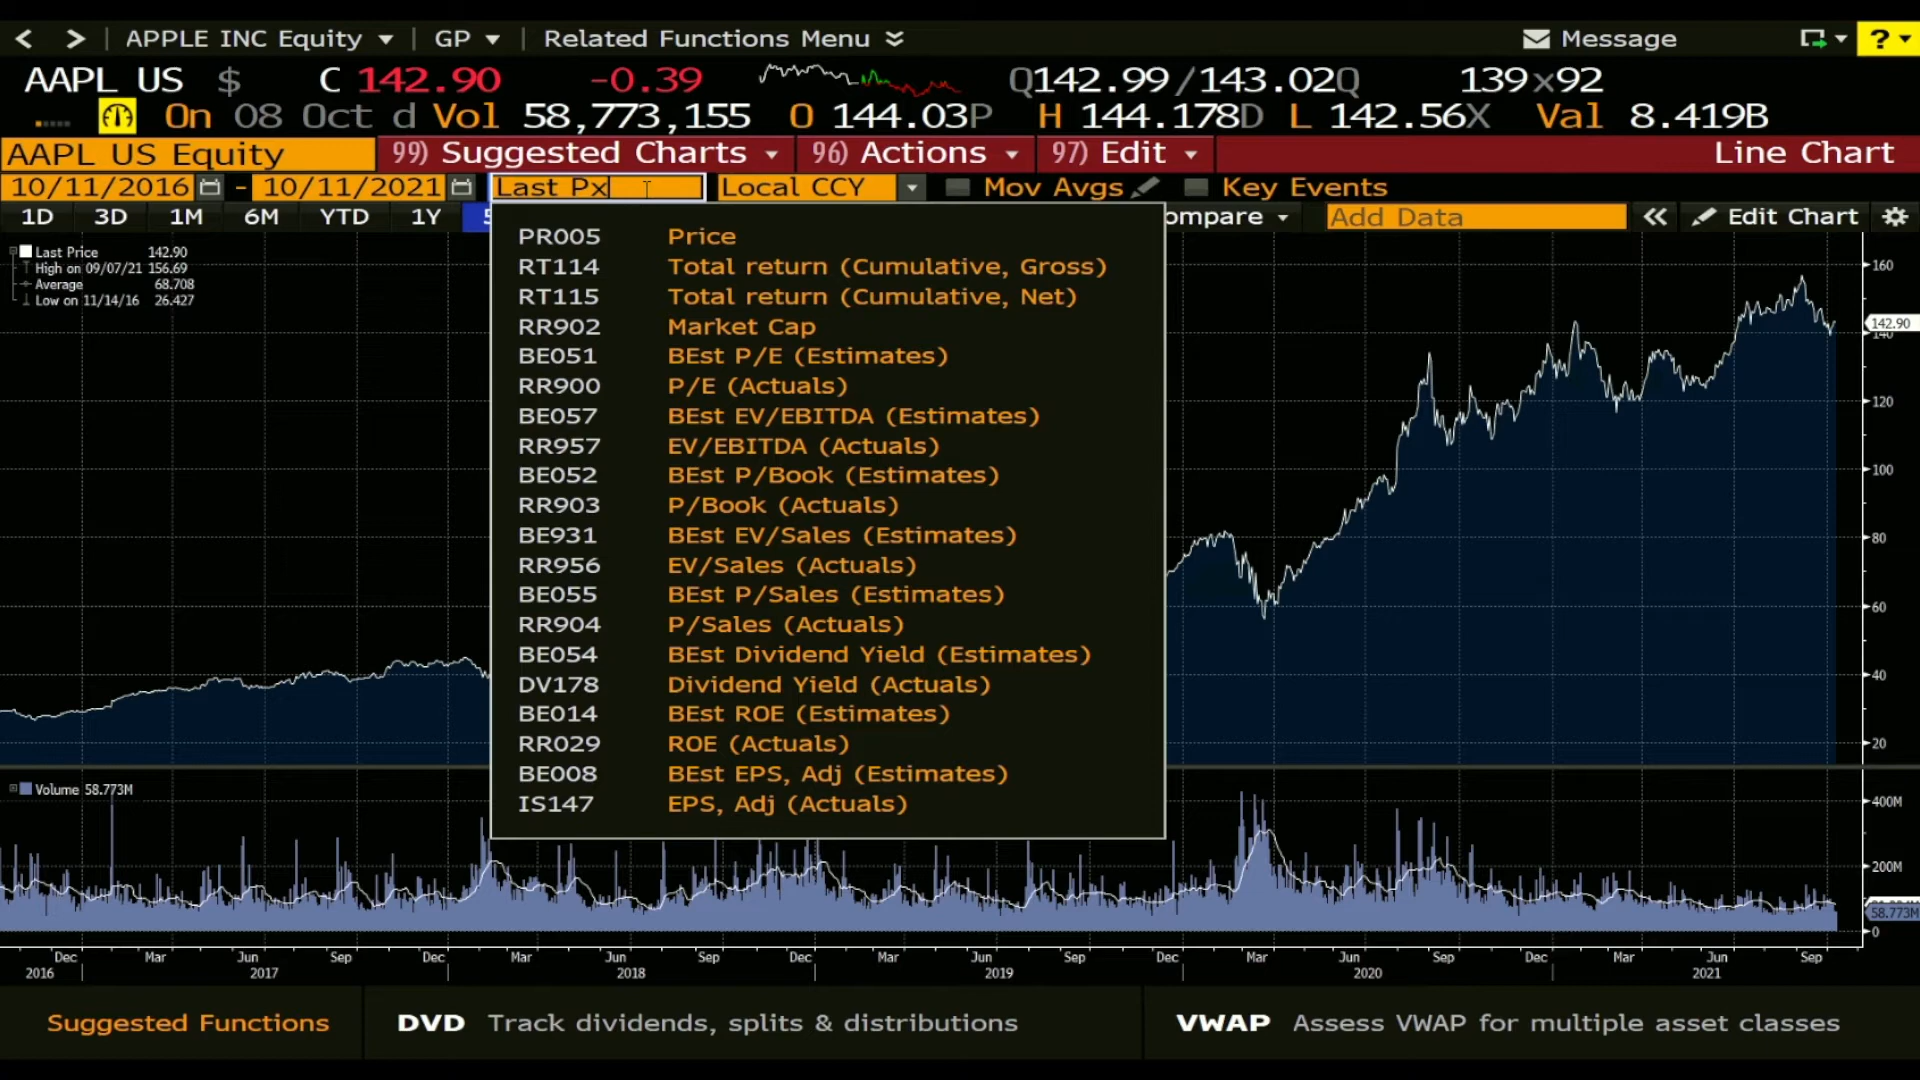 < > APPLE INC Equity GP Related Functions Menu Message ?
AAPL US $ C 142.90 -0.39 Q142.99/143.02Q 139x92
On 08 Oct d Vol 58,773,155 O 144.03P H 144.178D L 142.56X Val 8.419B
AAPL US Equity 99) Suggested Charts 96) Actions 97) Edit Line Chart
10/11/2016 - 10/11/2021 Last Px Local CCY Mov Avgs Key Events
1D 3D 1M 6M YTD 1Y 5 ompare Add Data « Edit Chart
Last Price 142.90
High on 09/07/21 156.69
Average 68.708
Low on 11/14/16 26.427
PR005 Price
RT114 Total return (Cumulative, Gross)
RT115 Total return (Cumulative, Net)
RR902 Market Cap
BE051 BEst P/E (Estimates)
RR900 P/E (Actuals)
BE057 BEst EV/EBITDA (Estimates)
RR957 EV/EBITDA (Actuals)
BE052 BEst P/Book (Estimates)
RR903 P/Book (Actuals)
BE931 BEst EV/Sales (Estimates)
RR956 EV/Sales (Actuals)
BE055 BEst P/Sales (Estimates)
RR904 P/Sales (Actuals)
BE054 BEst Dividend Yield (Estimates)
DV178 Dividend Yield (Actuals)
BE014 BEst ROE (Estimates)
RR029 ROE (Actuals)
BE008 BEst EPS, Adj (Estimates)
IS147 EPS, Adj (Actuals)
160
142.90
140
120
100
80
60
40
20
Volume 58.773M
400M
200M
58.773M
0
Dec Mar Jun Sep Dec Mar Jun Sep Dec Mar Jun Sep Dec Mar Jun Sep Dec Mar Jun Sep
2016 2017 2018 2019 2020 2021
Suggested Functions DVD Track dividends, splits & distributions VWAP Assess VWAP for multiple asset classes